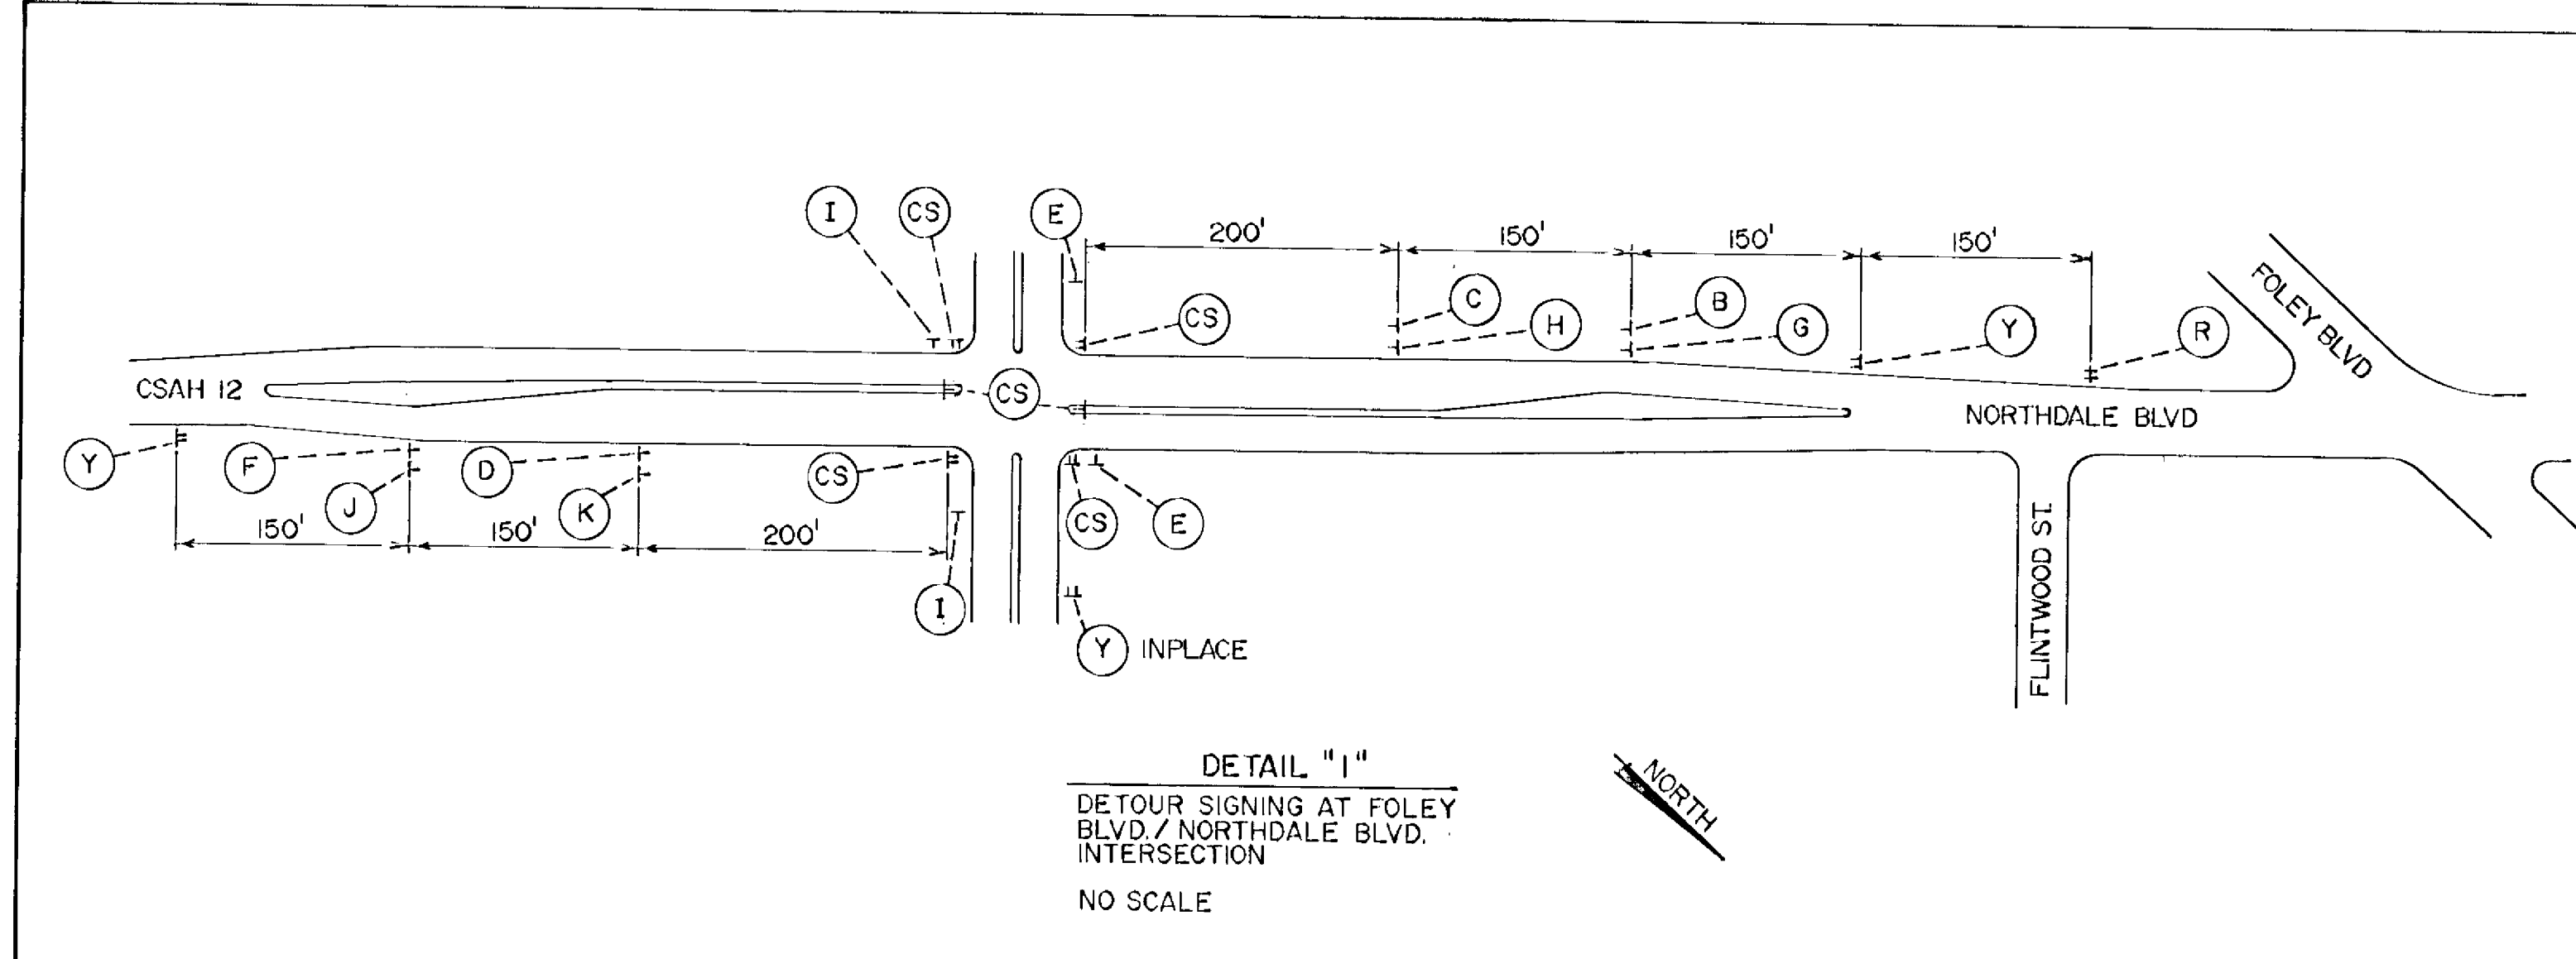 I
CS
E
200'
150'
150'
150'
CS
C
H
B
G
Y
R
FOLEY BLVD
CSAH 12
CS
NORTHDALE BLVD
Y
F
J
D
K
CS
CS
E
150'
150'
200'
I
Y INPLACE
FLINTWOOD ST.
DETAIL "1"
DETOUR SIGNING AT FOLEY
BLVD./NORTHDALE BLVD.
INTERSECTION
NO SCALE
NORTH